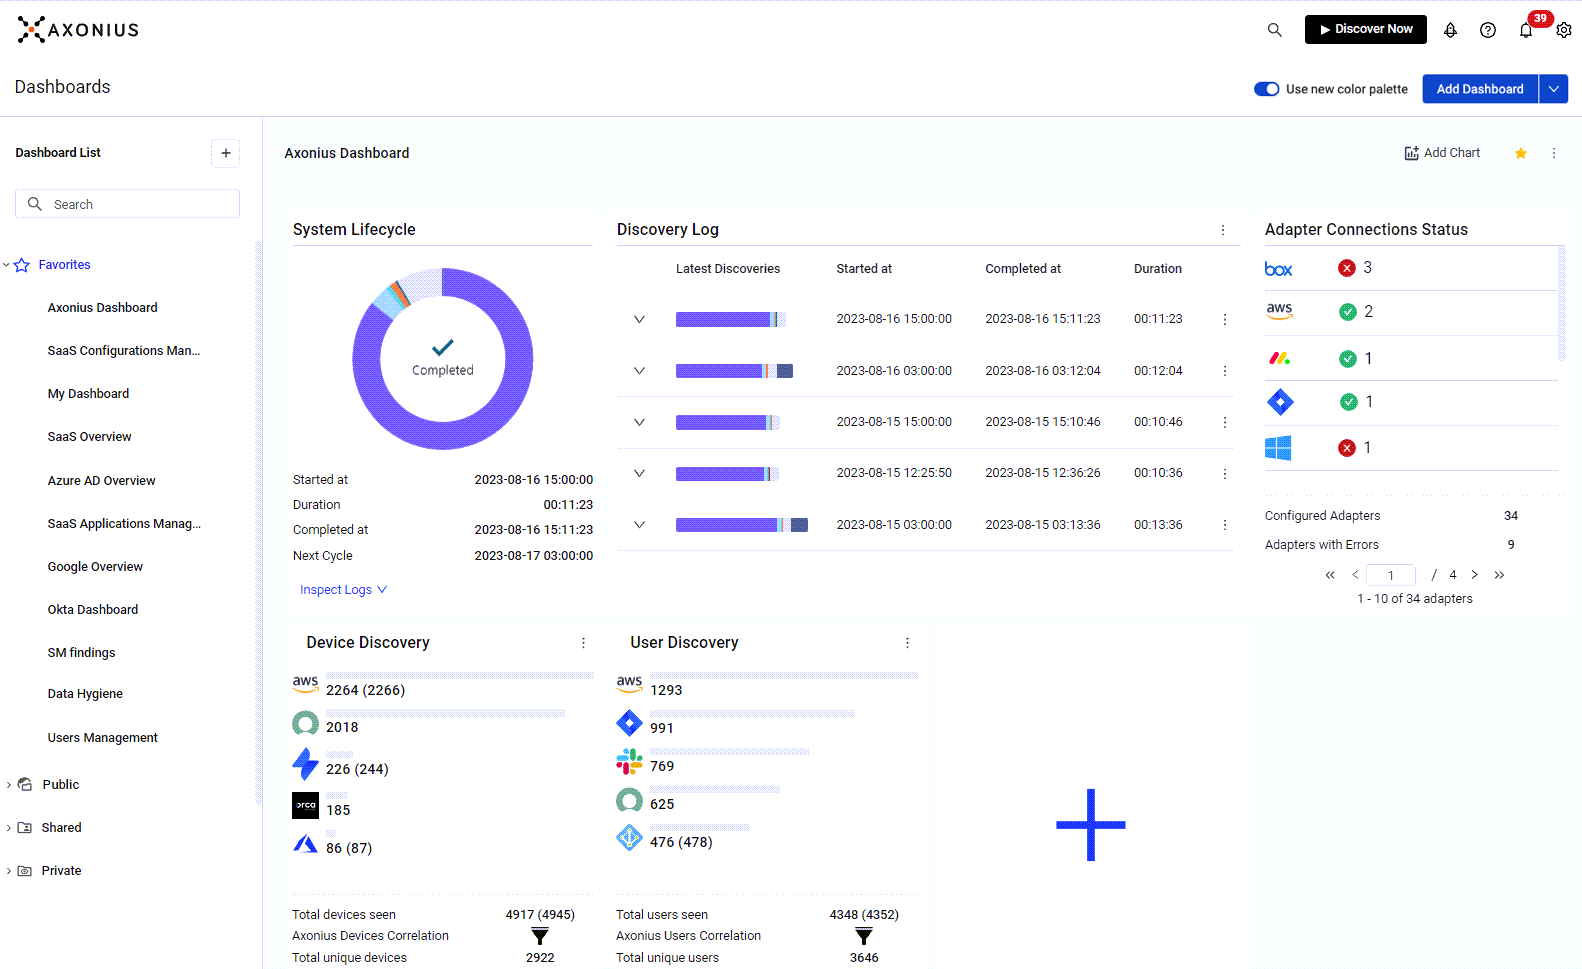 AXONIUS
Discover Now
39
Dashboards
Use new color palette
Add Dashboard
Dashboard List
Search
Favorites
Axonius Dashboard
SaaS Configurations Man...
My Dashboard
SaaS Overview
Azure AD Overview
SaaS Applications Manag...
Google Overview
Okta Dashboard
SM findings
Data Hygiene
Users Management
Public
Shared
Private
Axonius Dashboard
Add Chart
System Lifecycle
Completed
Started at 2023-08-16 15:00:00
Duration 00:11:23
Completed at 2023-08-16 15:11:23
Next Cycle 2023-08-17 03:00:00
Inspect Logs
Discovery Log
Latest Discoveries Started at Completed at Duration
2023-08-16 15:00:00 2023-08-16 15:11:23 00:11:23
2023-08-16 03:00:00 2023-08-16 03:12:04 00:12:04
2023-08-15 15:00:00 2023-08-15 15:10:46 00:10:46
2023-08-15 12:25:50 2023-08-15 12:36:26 00:10:36
2023-08-15 03:00:00 2023-08-15 03:13:36 00:13:36
Adapter Connections Status
box 3
aws 2
1
1
1
Configured Adapters 34
Adapters with Errors 9
<< < 1 / 4 > >>
1 - 10 of 34 adapters
Device Discovery
aws 2264 (2266)
2018
226 (244)
orca 185
86 (87)
Total devices seen 4917 (4945)
Axonius Devices Correlation
Total unique devices 2922
User Discovery
aws 1293
991
769
625
476 (478)
Total users seen 4348 (4352)
Axonius Users Correlation
Total unique users 3646